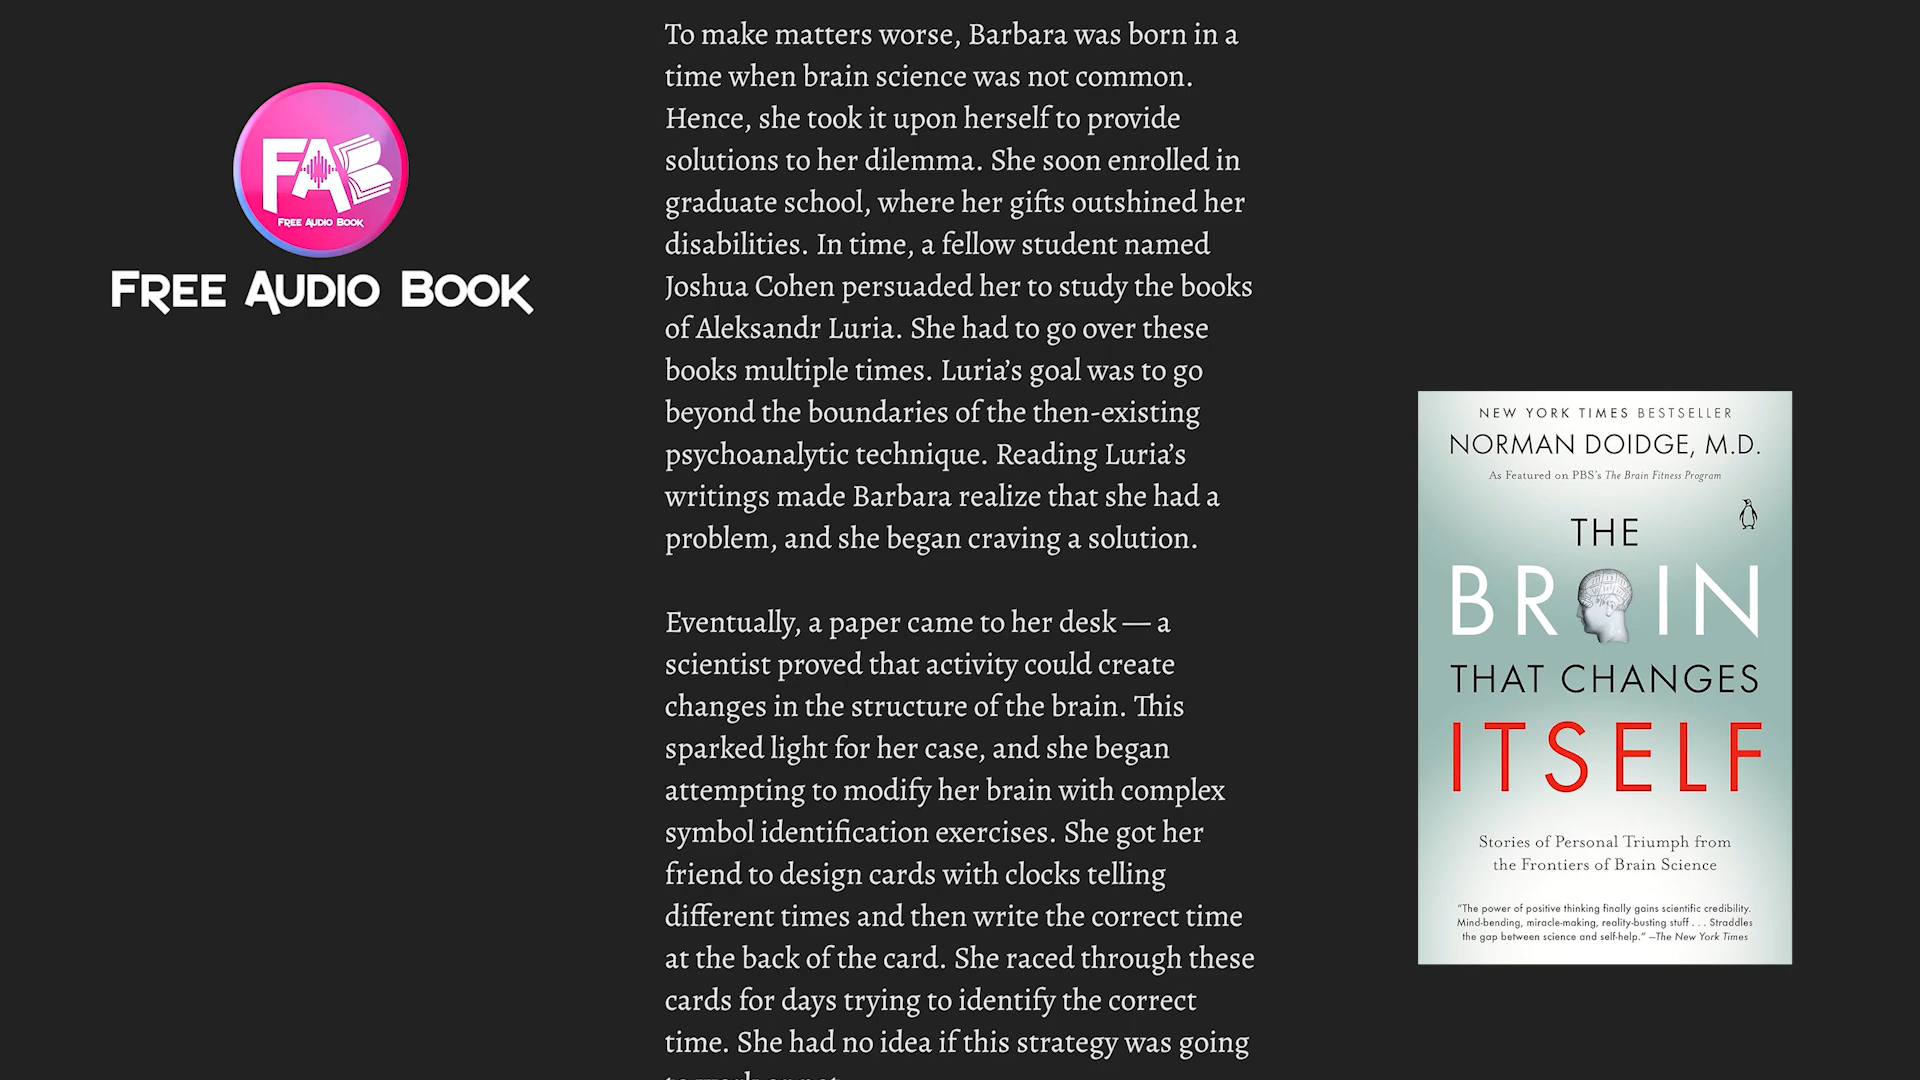 FAB
FREE AUDIO BOOK
FREE AUDIO BOOK
To make matters worse, Barbara was born in a
time when brain science was not common.
Hence, she took it upon herself to provide
solutions to her dilemma. She soon enrolled in
graduate school, where her gifts outshined her
disabilities. In time, a fellow student named
Joshua Cohen persuaded her to study the books
of Aleksandr Luria. She had to go over these
books multiple times. Luria’s goal was to go
beyond the boundaries of the then-existing
psychoanalytic technique. Reading Luria’s
writings made Barbara realize that she had a
problem, and she began craving a solution.
Eventually, a paper came to her desk — a
scientist proved that activity could create
changes in the structure of the brain. This
sparked light for her case, and she began
attempting to modify her brain with complex
symbol identification exercises. She got her
friend to design cards with clocks telling
different times and then write the correct time
at the back of the card. She raced through these
cards for days trying to identify the correct
time. She had no idea if this strategy was going
NEW YORK TIMES BESTSELLER
NORMAN DOIDGE, M.D.
As Featured on PBS’s The Brain Fitness Program
THE
BRAIN
THAT CHANGES
ITSELF
Stories of Personal Triumph from
the Frontiers of Brain Science
“The power of positive thinking finally gains scientific credibility.
Mind-bending, miracle-making, reality-busting stuff . . . Straddles
the gap between science and self-help.” —The New York Times